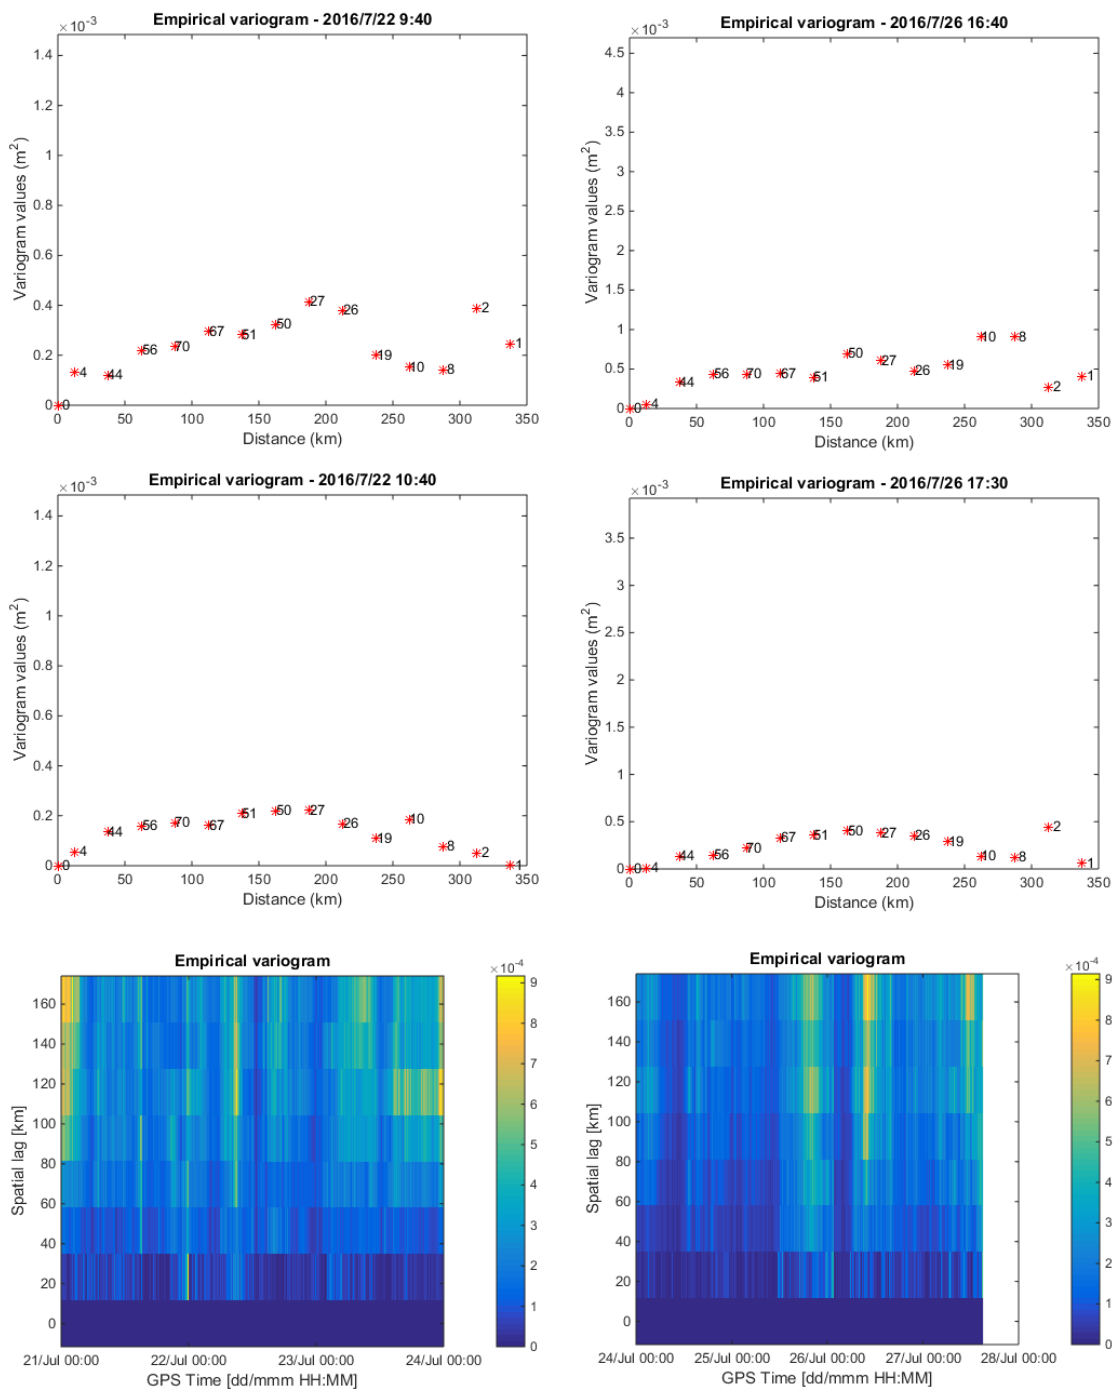 Empirical variogram - 2016/7/22 9:40
×10-3
1.4
1.2
1
0.8
0.6
0.4
0.2
0
Variogram values (m2)
0 4 44 56 70 67 51 50 27 26 19 10 8 2 1
0 50 100 150 200 250 300 350
Distance (km)
Empirical variogram - 2016/7/26 16:40
×10-3
4.5
4
3.5
3
2.5
2
1.5
1
0.5
0
Variogram values (m2)
0 4 44 56 70 67 51 50 27 26 19 10 8 2 1
0 50 100 150 200 250 300 350
Distance (km)
Empirical variogram - 2016/7/22 10:40
×10-3
1.4
1.2
1
0.8
0.6
0.4
0.2
0
Variogram values (m2)
0 4 44 56 70 67 51 50 27 26 19 10 8 2 1
0 50 100 150 200 250 300 350
Distance (km)
Empirical variogram - 2016/7/26 17:30
×10-3
3.5
3
2.5
2
1.5
1
0.5
0
Variogram values (m2)
0 4 44 56 70 67 51 50 27 26 19 10 8 2 1
0 50 100 150 200 250 300 350
Distance (km)
Empirical variogram
160
140
120
100
80
60
40
20
0
Spatial lag [km]
21/Jul 00:00 22/Jul 00:00 23/Jul 00:00 24/Jul 00:00
GPS Time [dd/mmm HH:MM]
×10-4
9
8
7
6
5
4
3
2
1
0
Empirical variogram
160
140
120
100
80
60
40
20
0
Spatial lag [km]
24/Jul 00:00 25/Jul 00:00 26/Jul 00:00 27/Jul 00:00 28/Jul 00:00
GPS Time [dd/mmm HH:MM]
×10-4
9
8
7
6
5
4
3
2
1
0